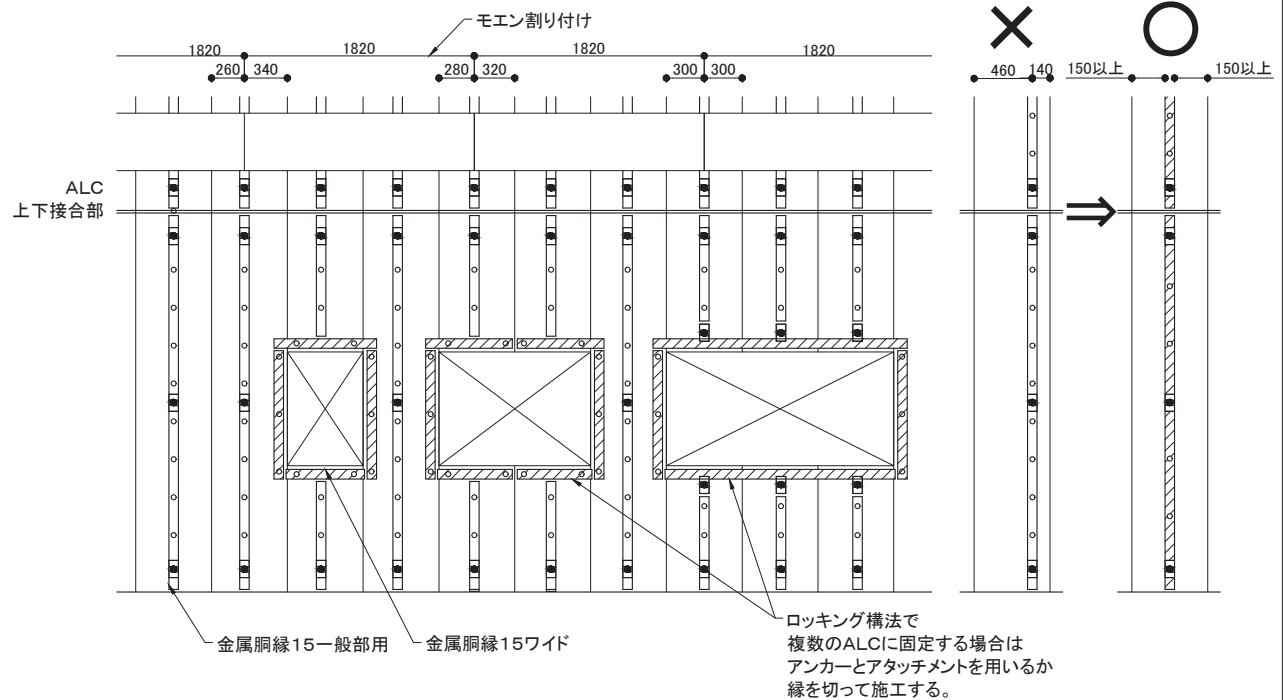 モエン割り付け
1820
1820
1820
1820
260 340
280 320
300 300
460 140
150以上
150以上
ALC
上下接合部
金属胴縁15一般部用
金属胴縁15ワイド
ロッキング構法で
複数のALCに固定する場合は
アンカーとアタッチメントを用いるか
縁を切って施工する。